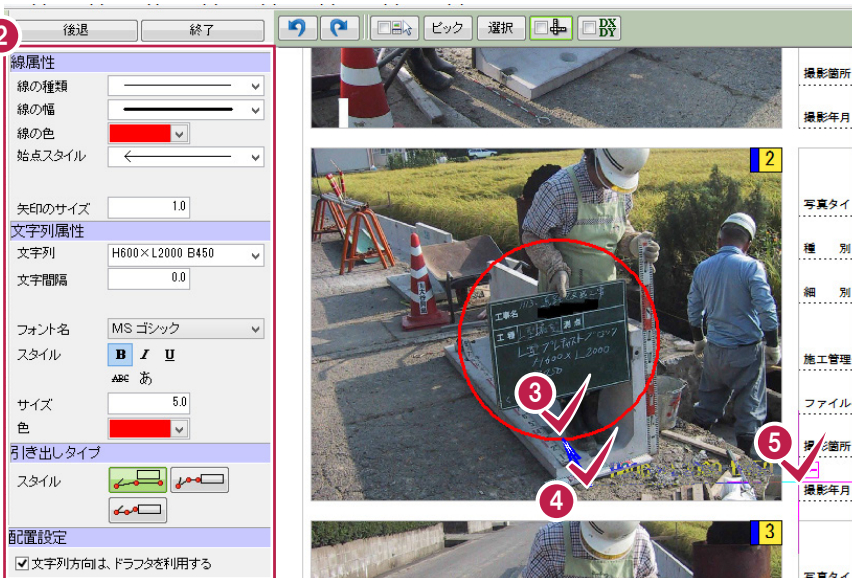 後退
終了
ピック
選択
DX
DY
2
線属性
線の種類
線の幅
線の色
始点スタイル
矢印のサイズ
1.0
文字列属性
文字列
H600×L2000 B450
文字間隔
0.0
フォント名
MS ゴシック
スタイル
B I U
ABC あ
サイズ
5.0
色
引き出しタイプ
スタイル
配置設定
文字列方向は、ドラフタを利用する
2
工事名
工種
測点
H600×L2000
3
4
5
3
撮影箇所
撮影年月
写真タイ
種 別
細 別
施工管理
ファイル
撮影箇所
撮影年月
写真タイ